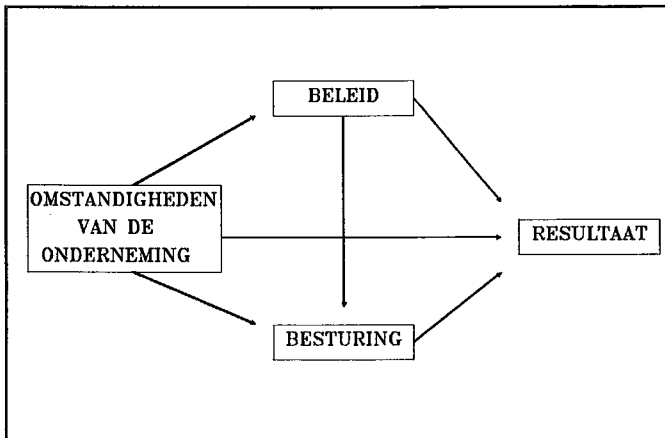 BELEID
OMSTANDIGHEDEN
VAN DE
ONDERNEMING
RESULTAAT
BESTURING